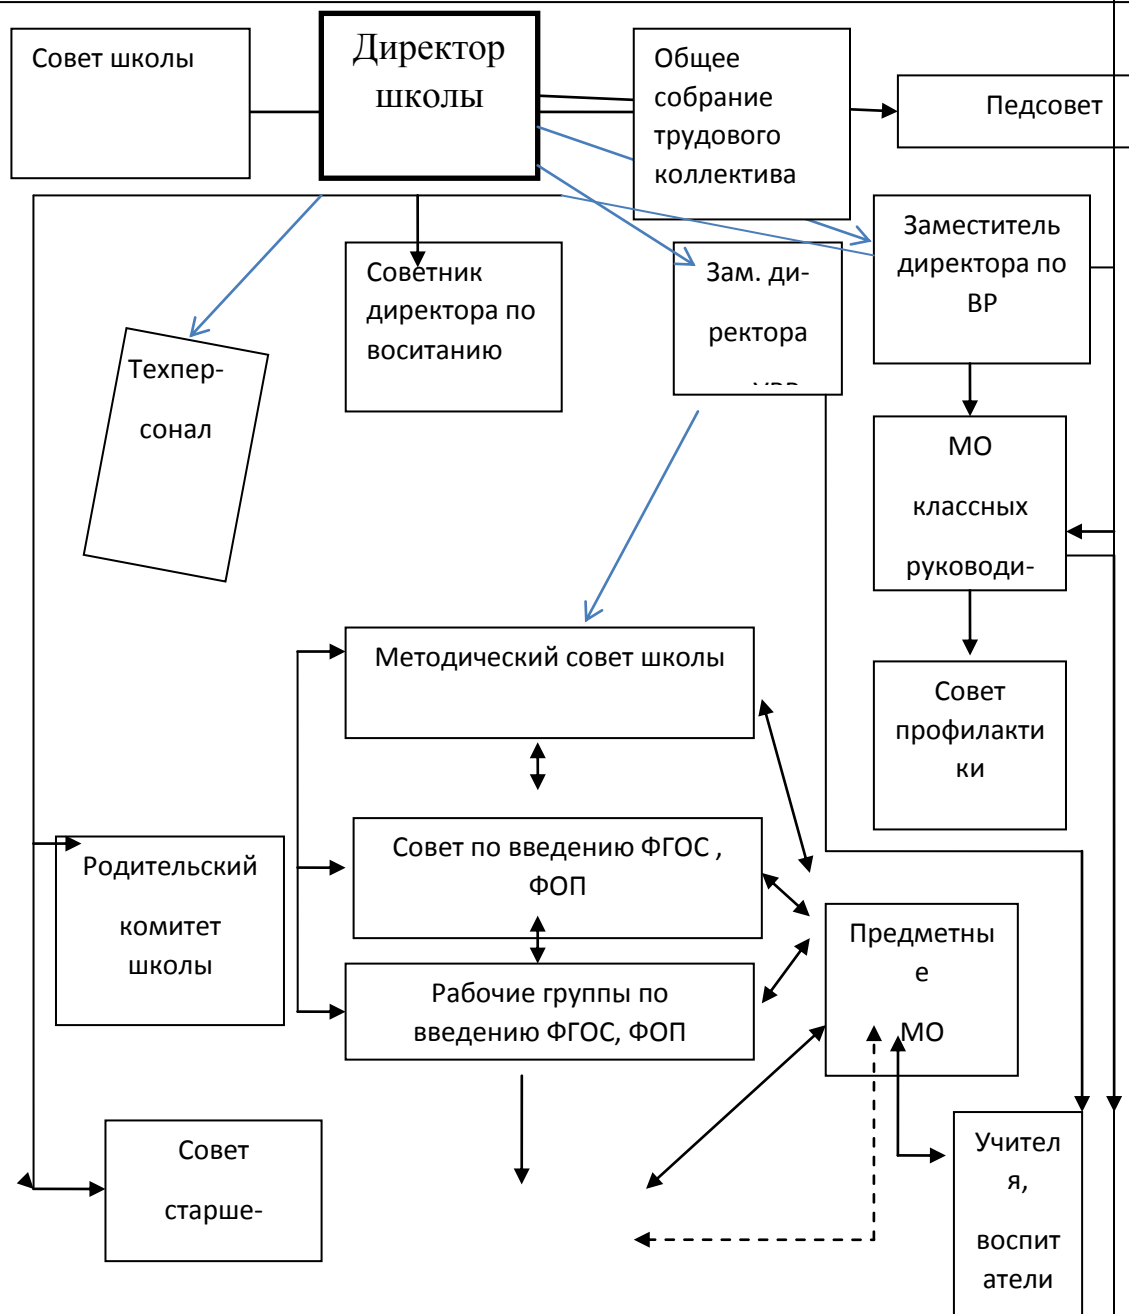 Совет школы
Директор
школы
Общее
собрание
трудового
коллектива
Педсовет
Заместитель
директора по
ВР
Советник
директора по
воситанию
Зам. ди-
ректора
Техпер-
сонал
МО
классных
руководи-
Методический совет школы
Совет
профилакти
ки
Родительский
комитет
школы
Совет по введению ФГОС ,
ФОП
Рабочие группы по
введению ФГОС, ФОП
Предметны
е
МО
Совет
старше-
Учител
я,
воспит
атели